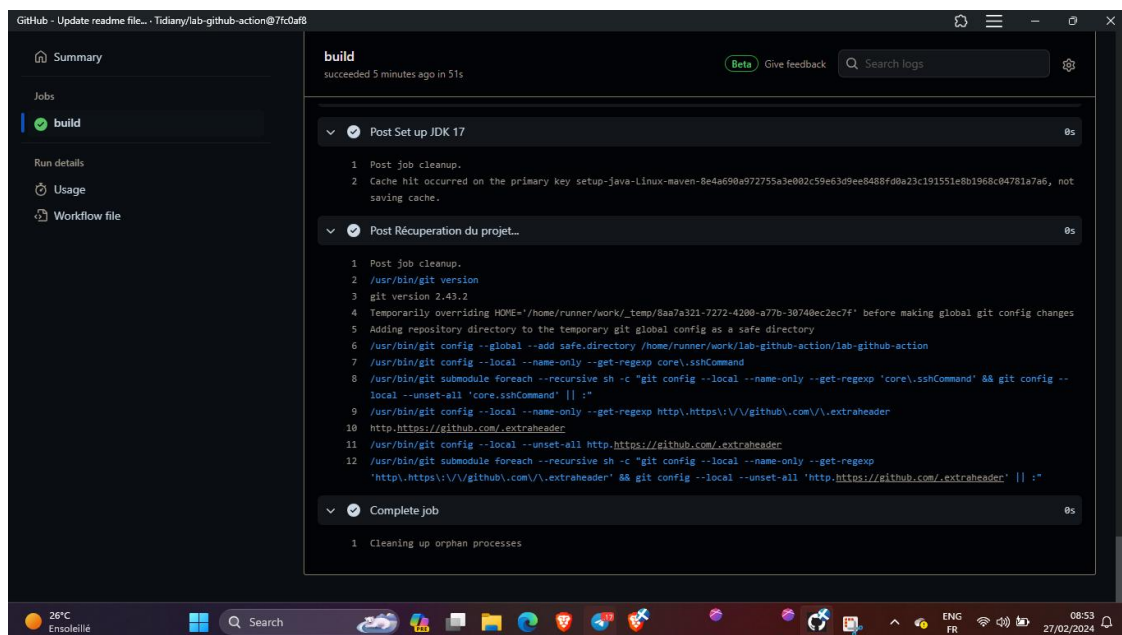 GitHub - Update readme file... · Tidiany/lab-github-action@7fc0af8
Summary
Jobs
build
Run details
Usage
Workflow file
build
succeeded 5 minutes ago in 51s
Beta Give feedback
Search logs
Post Set up JDK 17 0s
1 Post job cleanup.
2 Cache hit occurred on the primary key setup-java-Linux-maven-8e4a690a972755a3e002c59e63d9ee8488fd0a23c191551e8b1968c04781a7a6, not
saving cache.
Post Récuperation du projet... 0s
1 Post job cleanup.
2 /usr/bin/git version
3 git version 2.43.2
4 Temporarily overriding HOME='/home/runner/work/_temp/8aa7a321-7272-4200-a77b-30740ec2ec7f' before making global git config changes
5 Adding repository directory to the temporary git global config as a safe directory
6 /usr/bin/git config --global --add safe.directory /home/runner/work/lab-github-action/lab-github-action
7 /usr/bin/git config --local --name-only --get-regexp core\.sshCommand
8 /usr/bin/git submodule foreach --recursive sh -c "git config --local --name-only --get-regexp 'core\.sshCommand' && git config --
local --unset-all 'core.sshCommand' || :"
9 /usr/bin/git config --local --name-only --get-regexp http\.https\:\/\/github\.com\/\.extraheader
10 http.https://github.com/.extraheader
11 /usr/bin/git config --local --unset-all http.https://github.com/.extraheader
12 /usr/bin/git submodule foreach --recursive sh -c "git config --local --name-only --get-regexp
'http\.https\:\/\/github\.com\/\.extraheader' && git config --local --unset-all 'http.https://github.com/.extraheader' || :"
Complete job 0s
1 Cleaning up orphan processes
26°C
Ensoleillé
Search
ENG
FR
08:53
27/02/2024